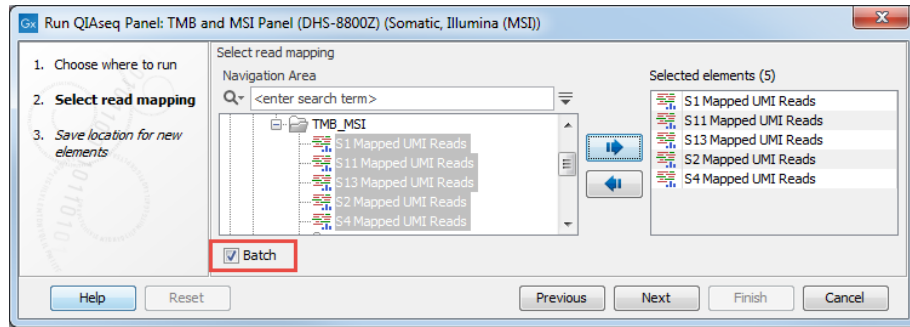 Gx Run QIAseq Panel: TMB and MSI Panel (DHS-8800Z) (Somatic, Illumina (MSI))
1. Choose where to run
2. Select read mapping
3. Save location for new
elements
Select read mapping
Navigation Area
<enter search term>
TMB_MSI
S1 Mapped UMI Reads
S11 Mapped UMI Reads
S13 Mapped UMI Reads
S2 Mapped UMI Reads
S4 Mapped UMI Reads
Batch
Selected elements (5)
S1 Mapped UMI Reads
S11 Mapped UMI Reads
S13 Mapped UMI Reads
S2 Mapped UMI Reads
S4 Mapped UMI Reads
Help
Reset
Previous
Next
Finish
Cancel